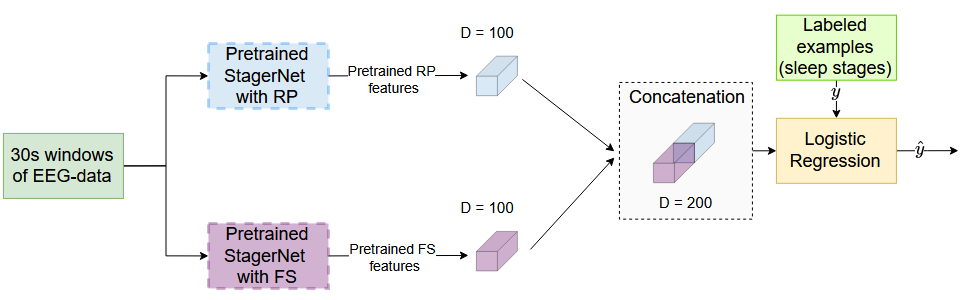 30s windows
of EEG-data
Pretrained
StagerNet
with RP
Pretrained RP
features
D = 100
Pretrained
StagerNet
with FS
Pretrained FS
features
D = 100
Concatenation
D = 200
Labeled
examples
(sleep stages)
y
Logistic
Regression
ŷ